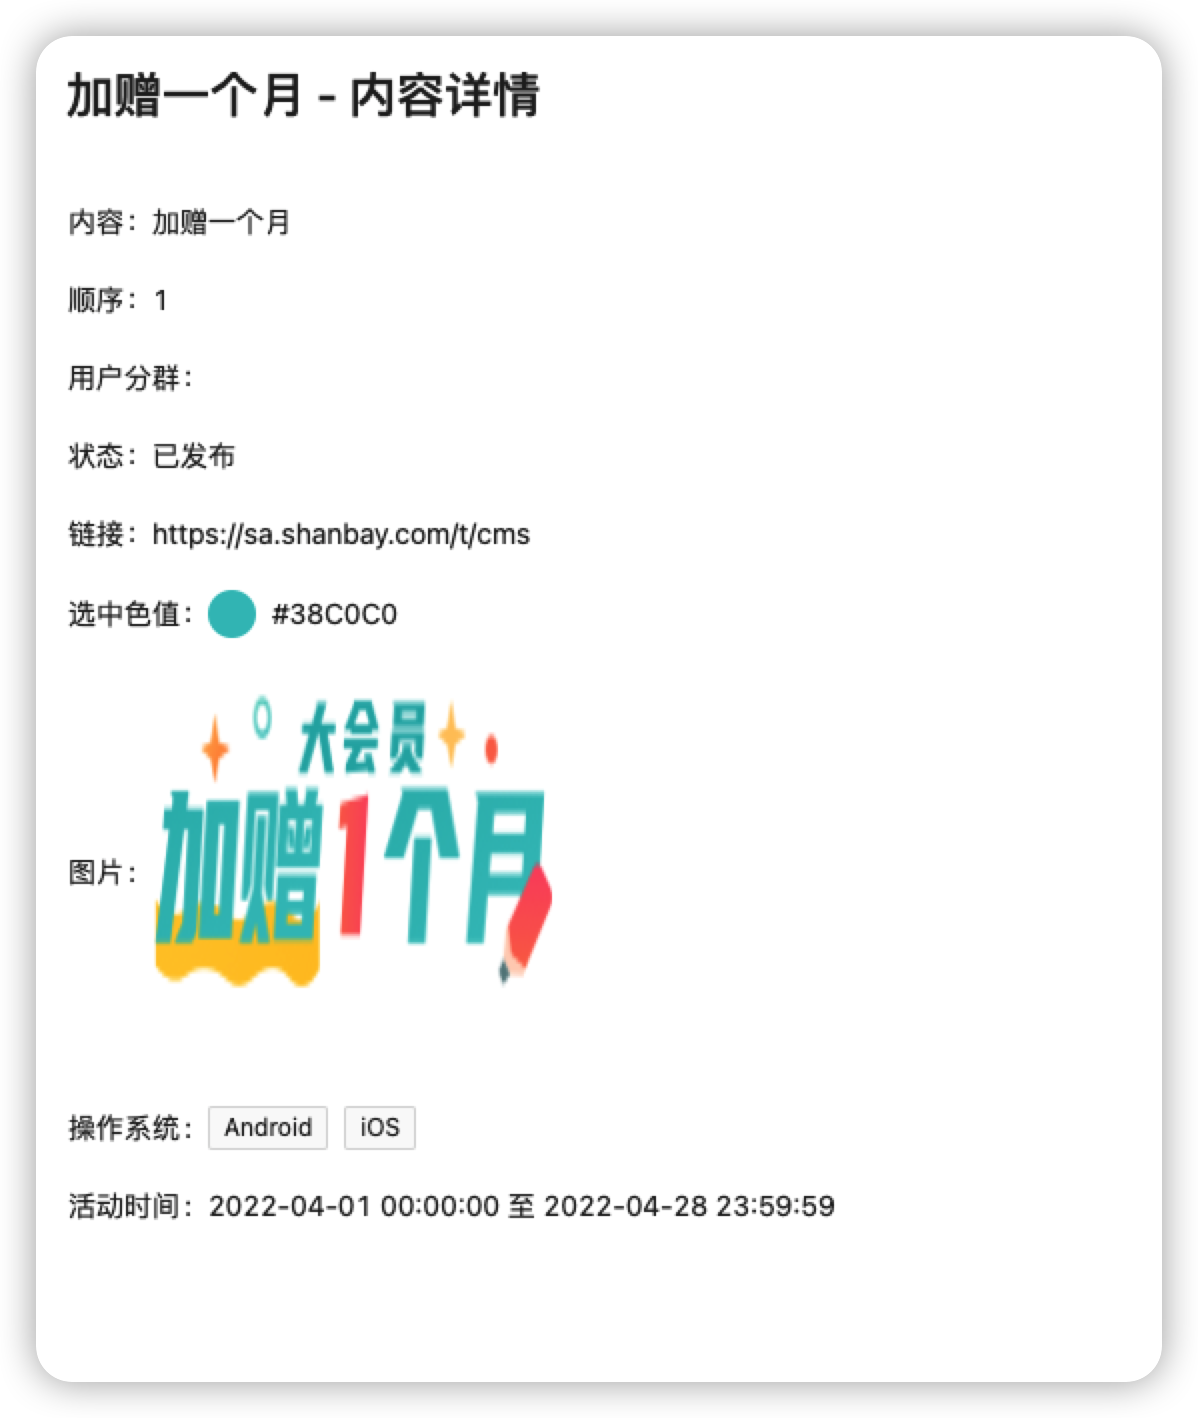 加赠一个月 - 内容详情
内容：加赠一个月
顺序：1
用户分群：
状态：已发布
链接：https://sa.shanbay.com/t/cms
选中色值：#38C0C0
大会员
加赠1个月
图片：
操作系统：Android iOS
活动时间：2022-04-01 00:00:00 至 2022-04-28 23:59:59